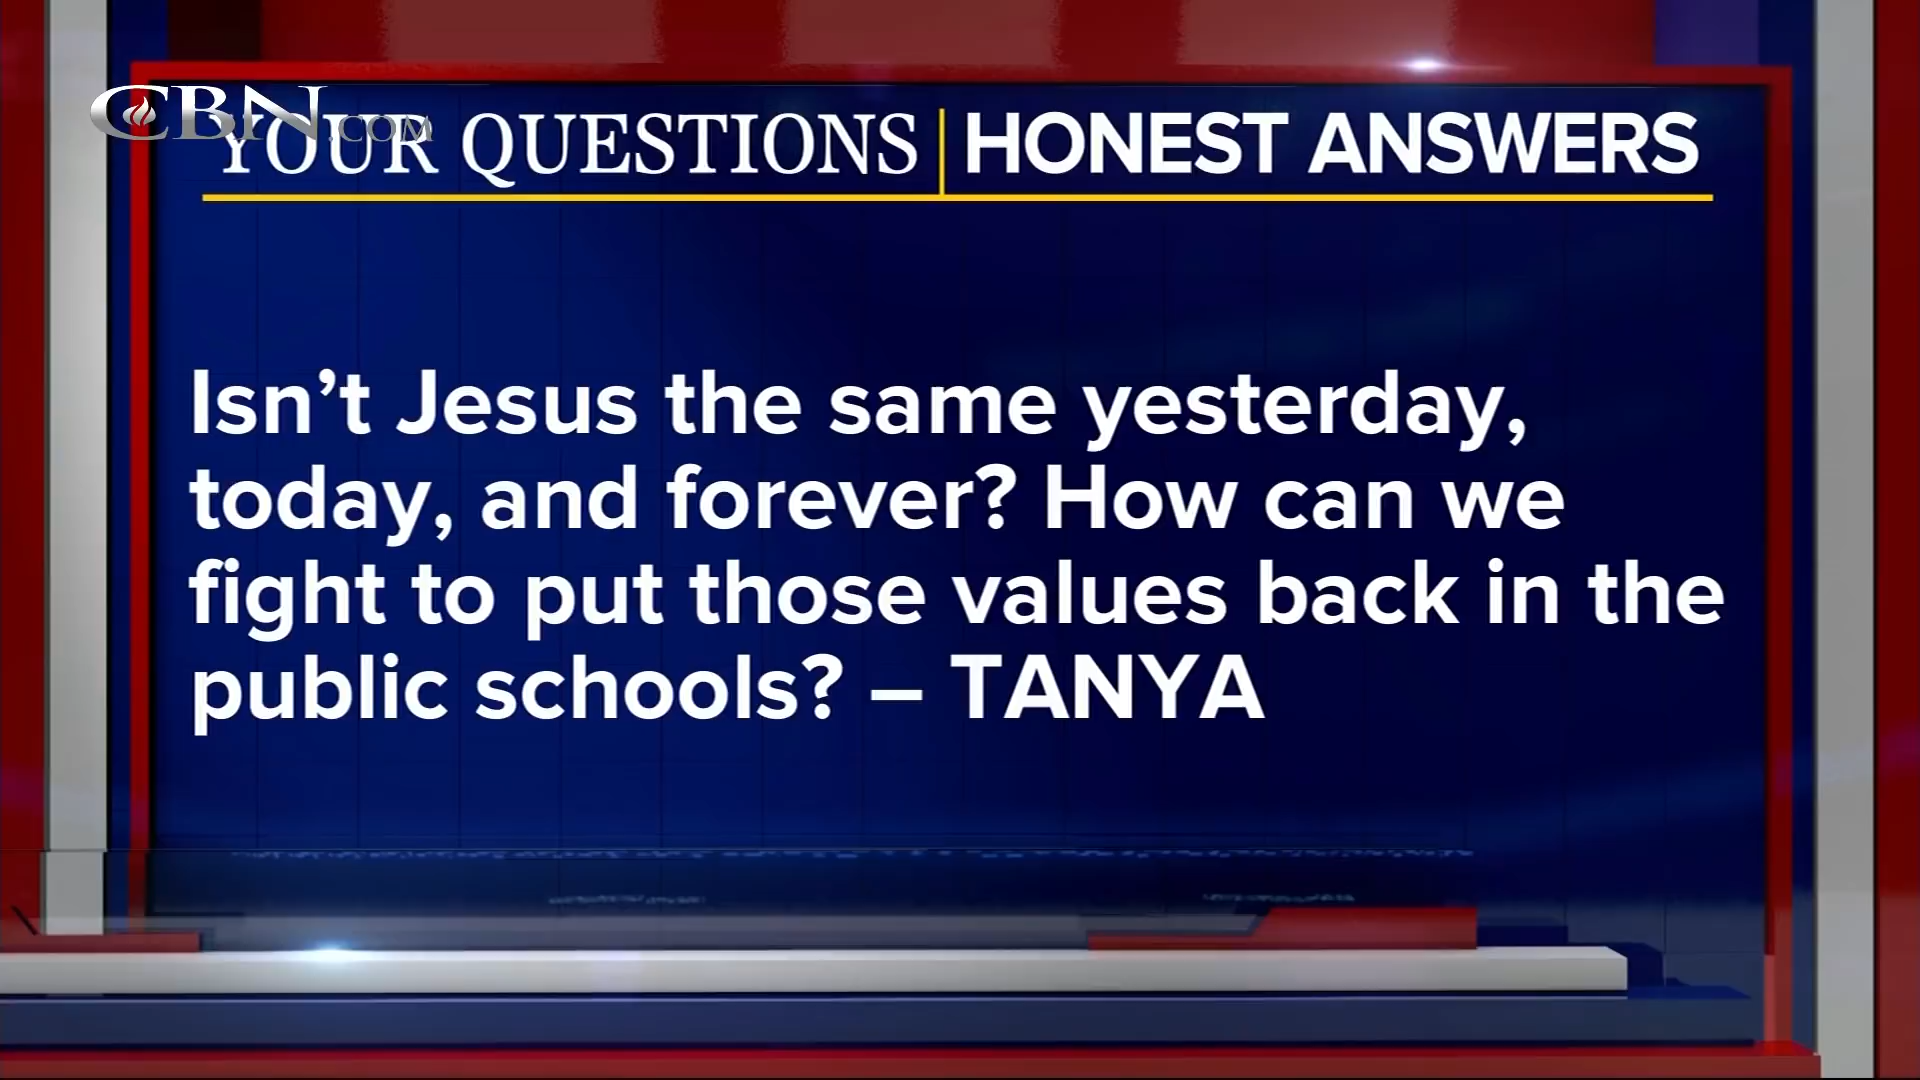 CBN.COM
YOUR QUESTIONS HONEST ANSWERS
Isn’t Jesus the same yesterday,
today, and forever? How can we
fight to put those values back in the
public schools? – TANYA